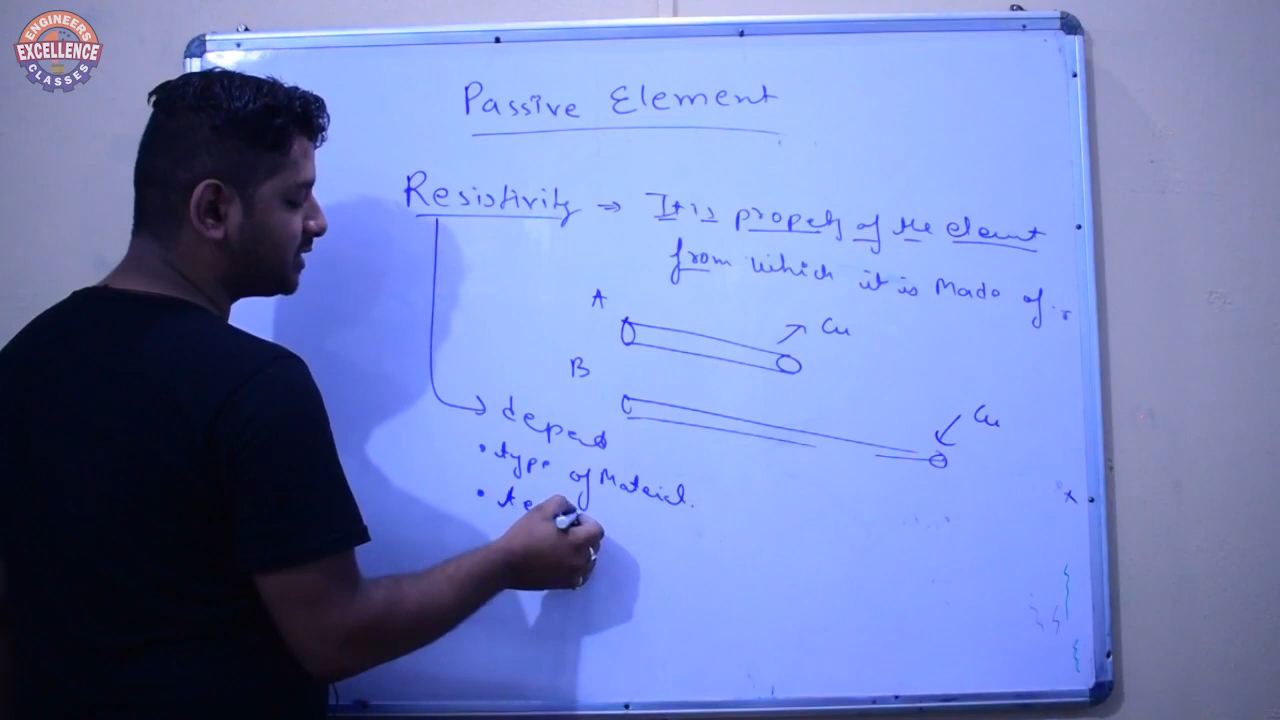 ENGINEERS
EXCELLENCE
CLASSES
Passive Element
Resistivity ⇒ It is property of the element
from which it is Made of.
A
Cu
B
Cu
depend
• type of Material.
• te